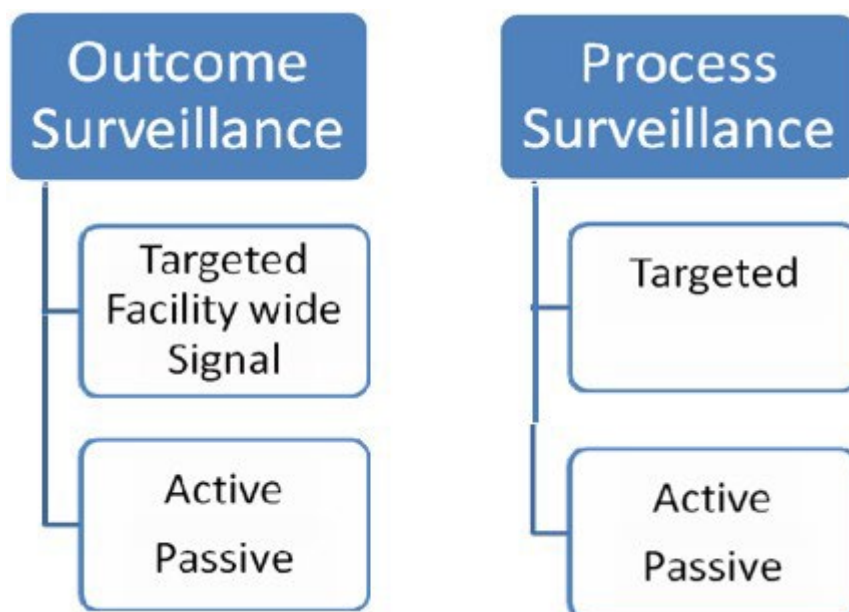 Outcome
Surveillance
Targeted
Facility wide
Signal
Active
Passive
Process
Surveillance
Targeted
Active
Passive